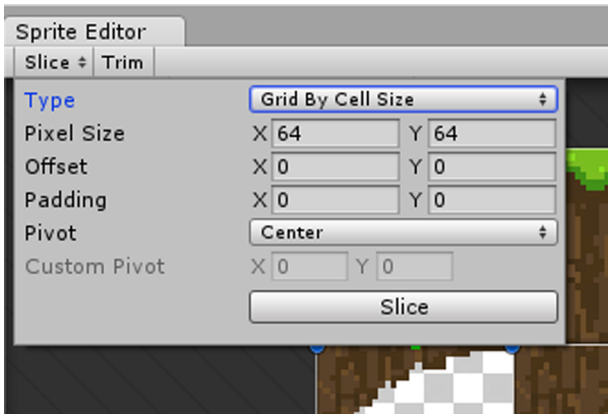 Sprite Editor
Slice Trim
Type Grid By Cell Size
Pixel Size X 64 Y 64
Offset X 0 Y 0
Padding X 0 Y 0
Pivot Center
Custom Pivot X 0 Y 0
Slice